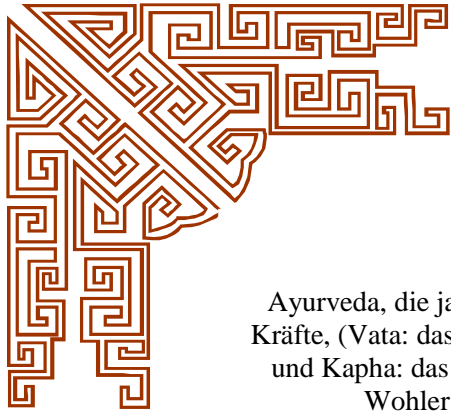 Ayurveda, die ja
Kräfte, (Vata: das
und Kapha: das
Wohler